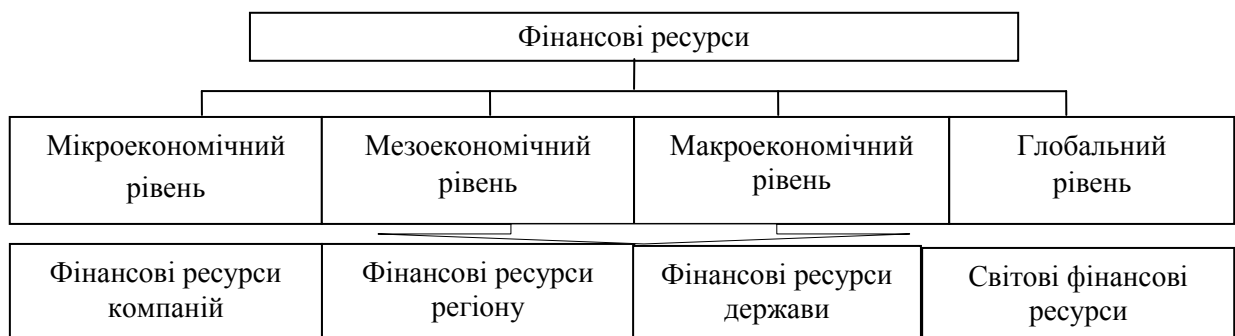 Фінансові ресурси
Мікроекономічний
рівень
Мезоекономічний
рівень
Макроекономічний
рівень
Глобальний
рівень
Фінансові ресурси
компаній
Фінансові ресурси
регіону
Фінансові ресурси
держави
Світові фінансові
ресурси